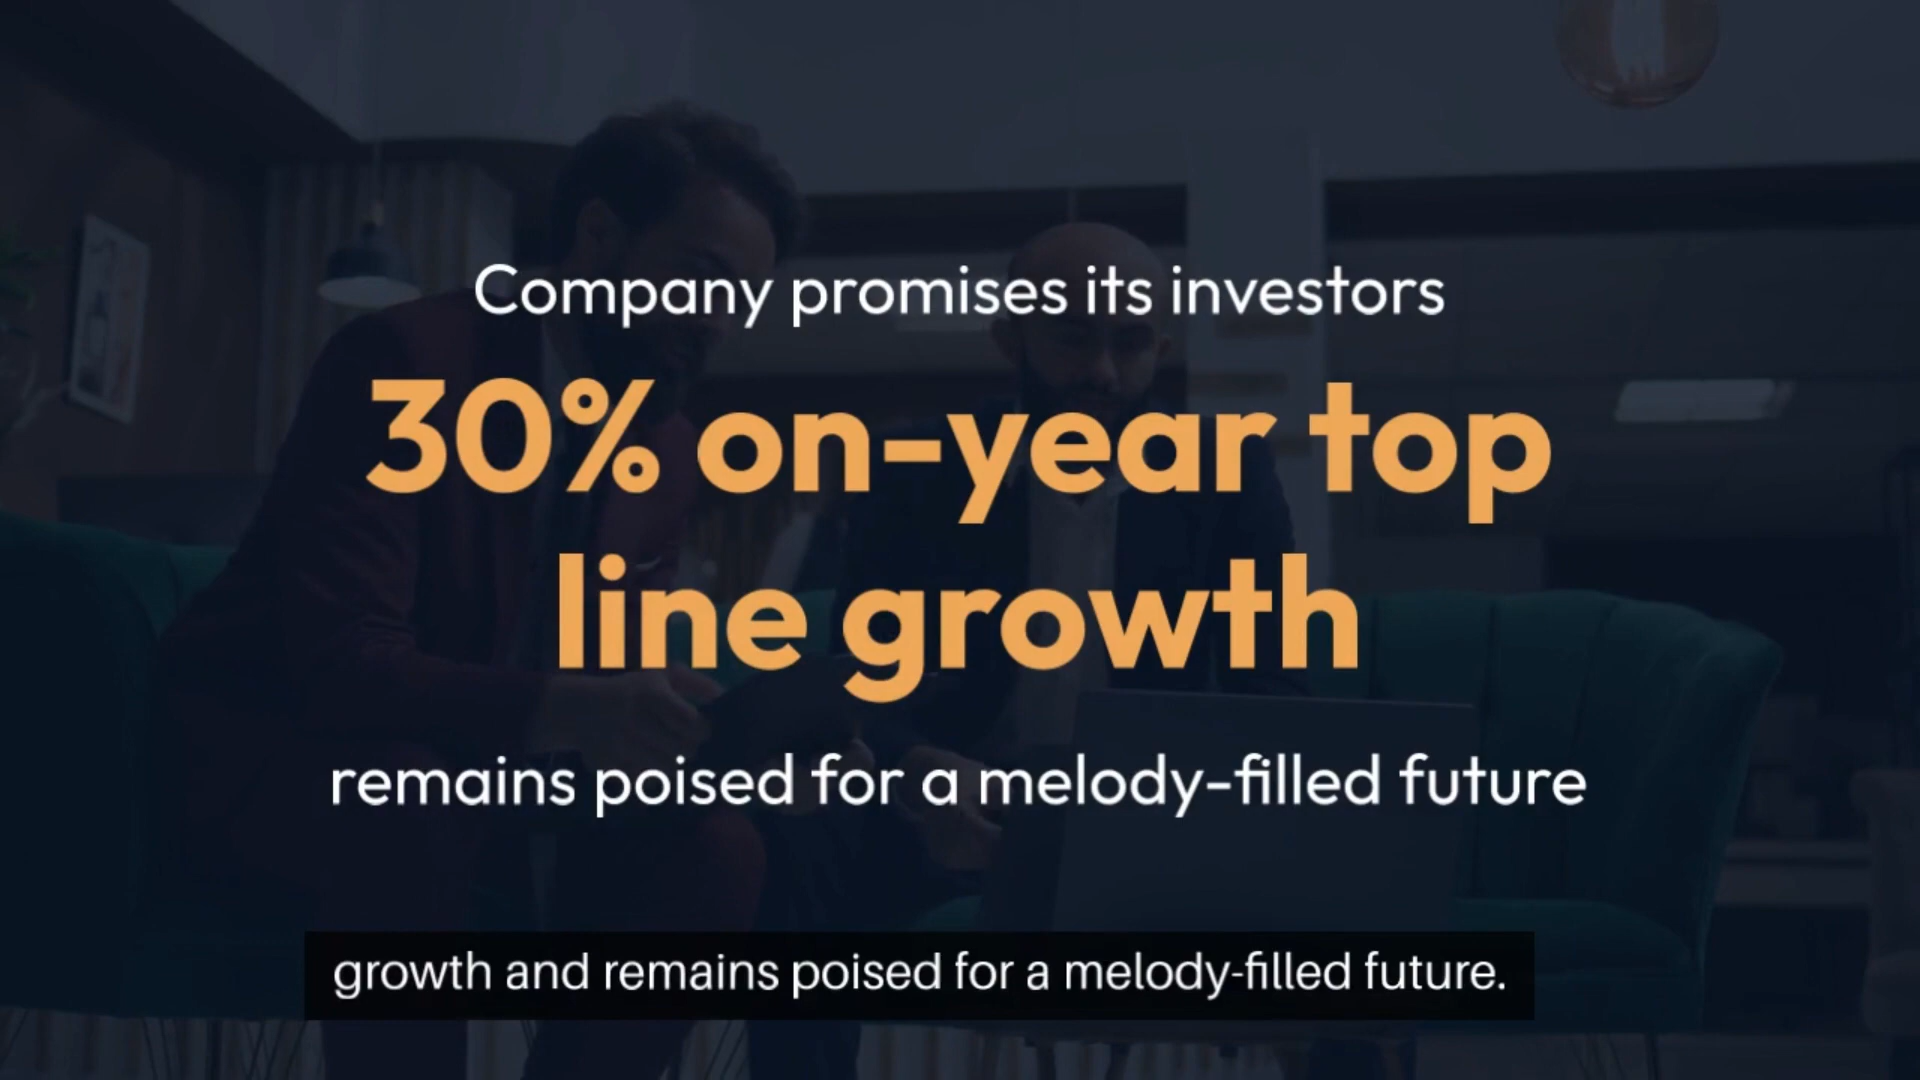 Company promises its investors
30% on-year top
line growth
remains poised for a melody-filled future
growth and remains poised for a melody-filled future.